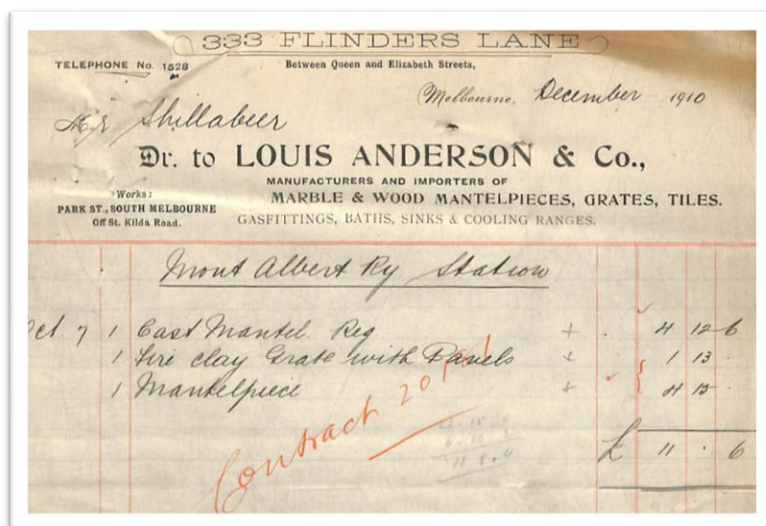 333 FLINDERS LANE
TELEPHONE No. 1528
Between Queen and Elizabeth Streets,
Melbourne, December 1910
Mr Shillabeer
Dr. to LOUIS ANDERSON & Co.,
MANUFACTURERS AND IMPORTERS OF
MARBLE & WOOD MANTELPIECES, GRATES, TILES.
GASFITTINGS, BATHS, SINKS & COOKING RANGES.
Works:
PARK ST., SOUTH MELBOURNE
Off St. Kilda Road.
Mont Albert Ry Station
Oct 7 1 Cast Mantel Reg + 4 12 6
1 Fire clay Grate with Panels + 1 13 .
1 Mantelpiece + 4 15 .
Contract
£ 11 . 6